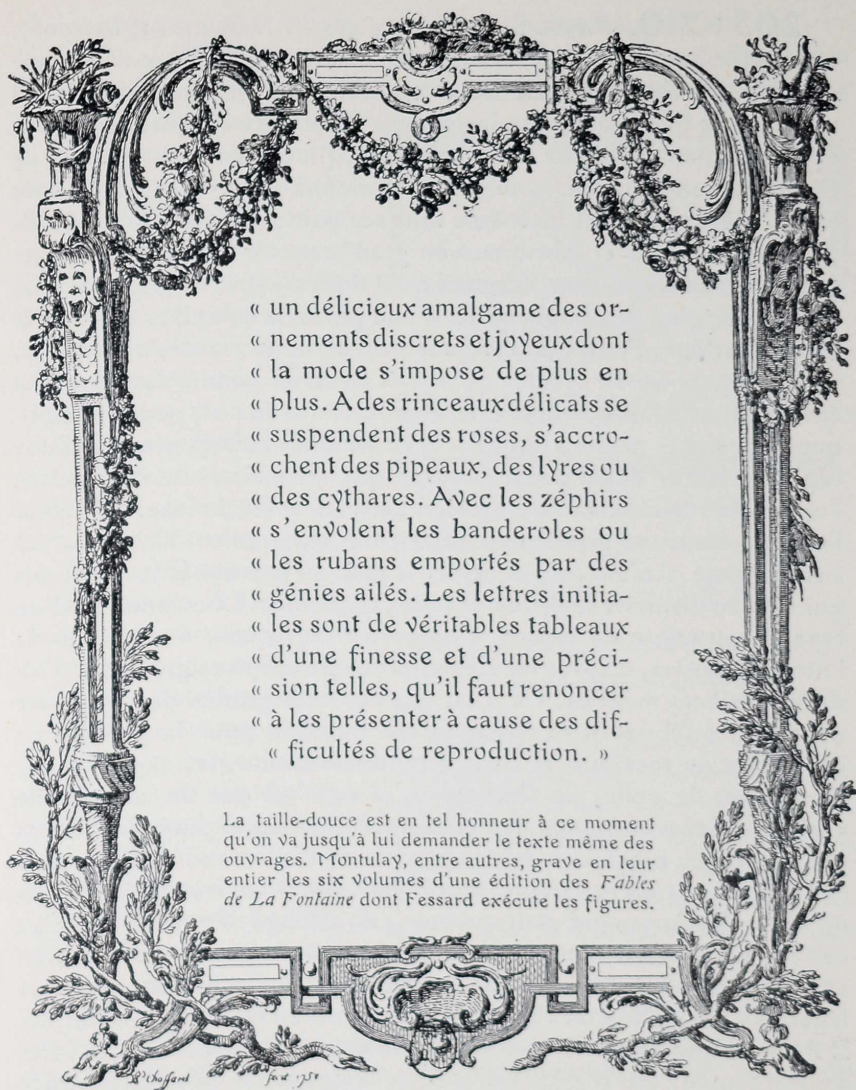 « un délicieux amalgame des or-
« nements discrets et joyeux dont
« la mode s'impose de plus en
« plus. A des rinceaux délicats se
« suspendent des roses, s'accro-
« chent des pipeaux, des lyres ou
« des cythares. Avec les zéphirs
« s'envolent les banderoles ou
« les rubans emportés par des
« génies ailés. Les lettres initia-
« les sont de véritables tableaux
« d'une finesse et d'une préci-
« sion telles, qu'il faut renoncer
« à les présenter à cause des dif-
« ficultés de reproduction. »
La taille-douce est en tel honneur à ce moment
qu'on va jusqu'à lui demander le texte même des
ouvrages. Montulay, entre autres, grave en leur
entier les six volumes d'une édition des Fables
de La Fontaine dont Fessard exécute les figures.
Choffard